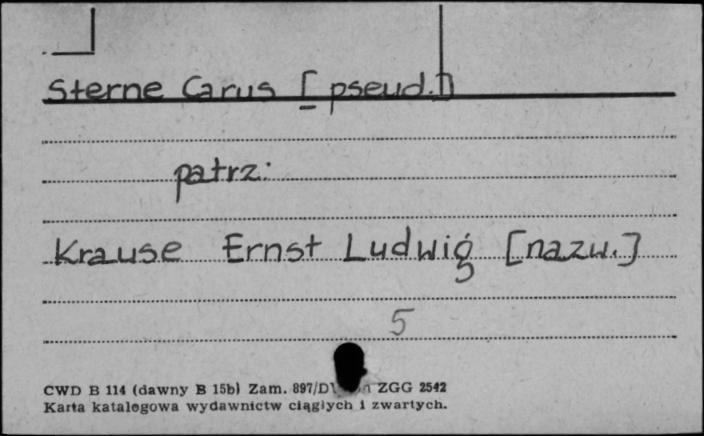 Sterne Carus [pseud.]
patrz:
Krause Ernst Ludwig [nazw.]
5
CWD B 114 (dawny B 15b) Zam. 897/ ZGG 2542
Karta katalogowa wydawnictw ciągłych i zwartych.